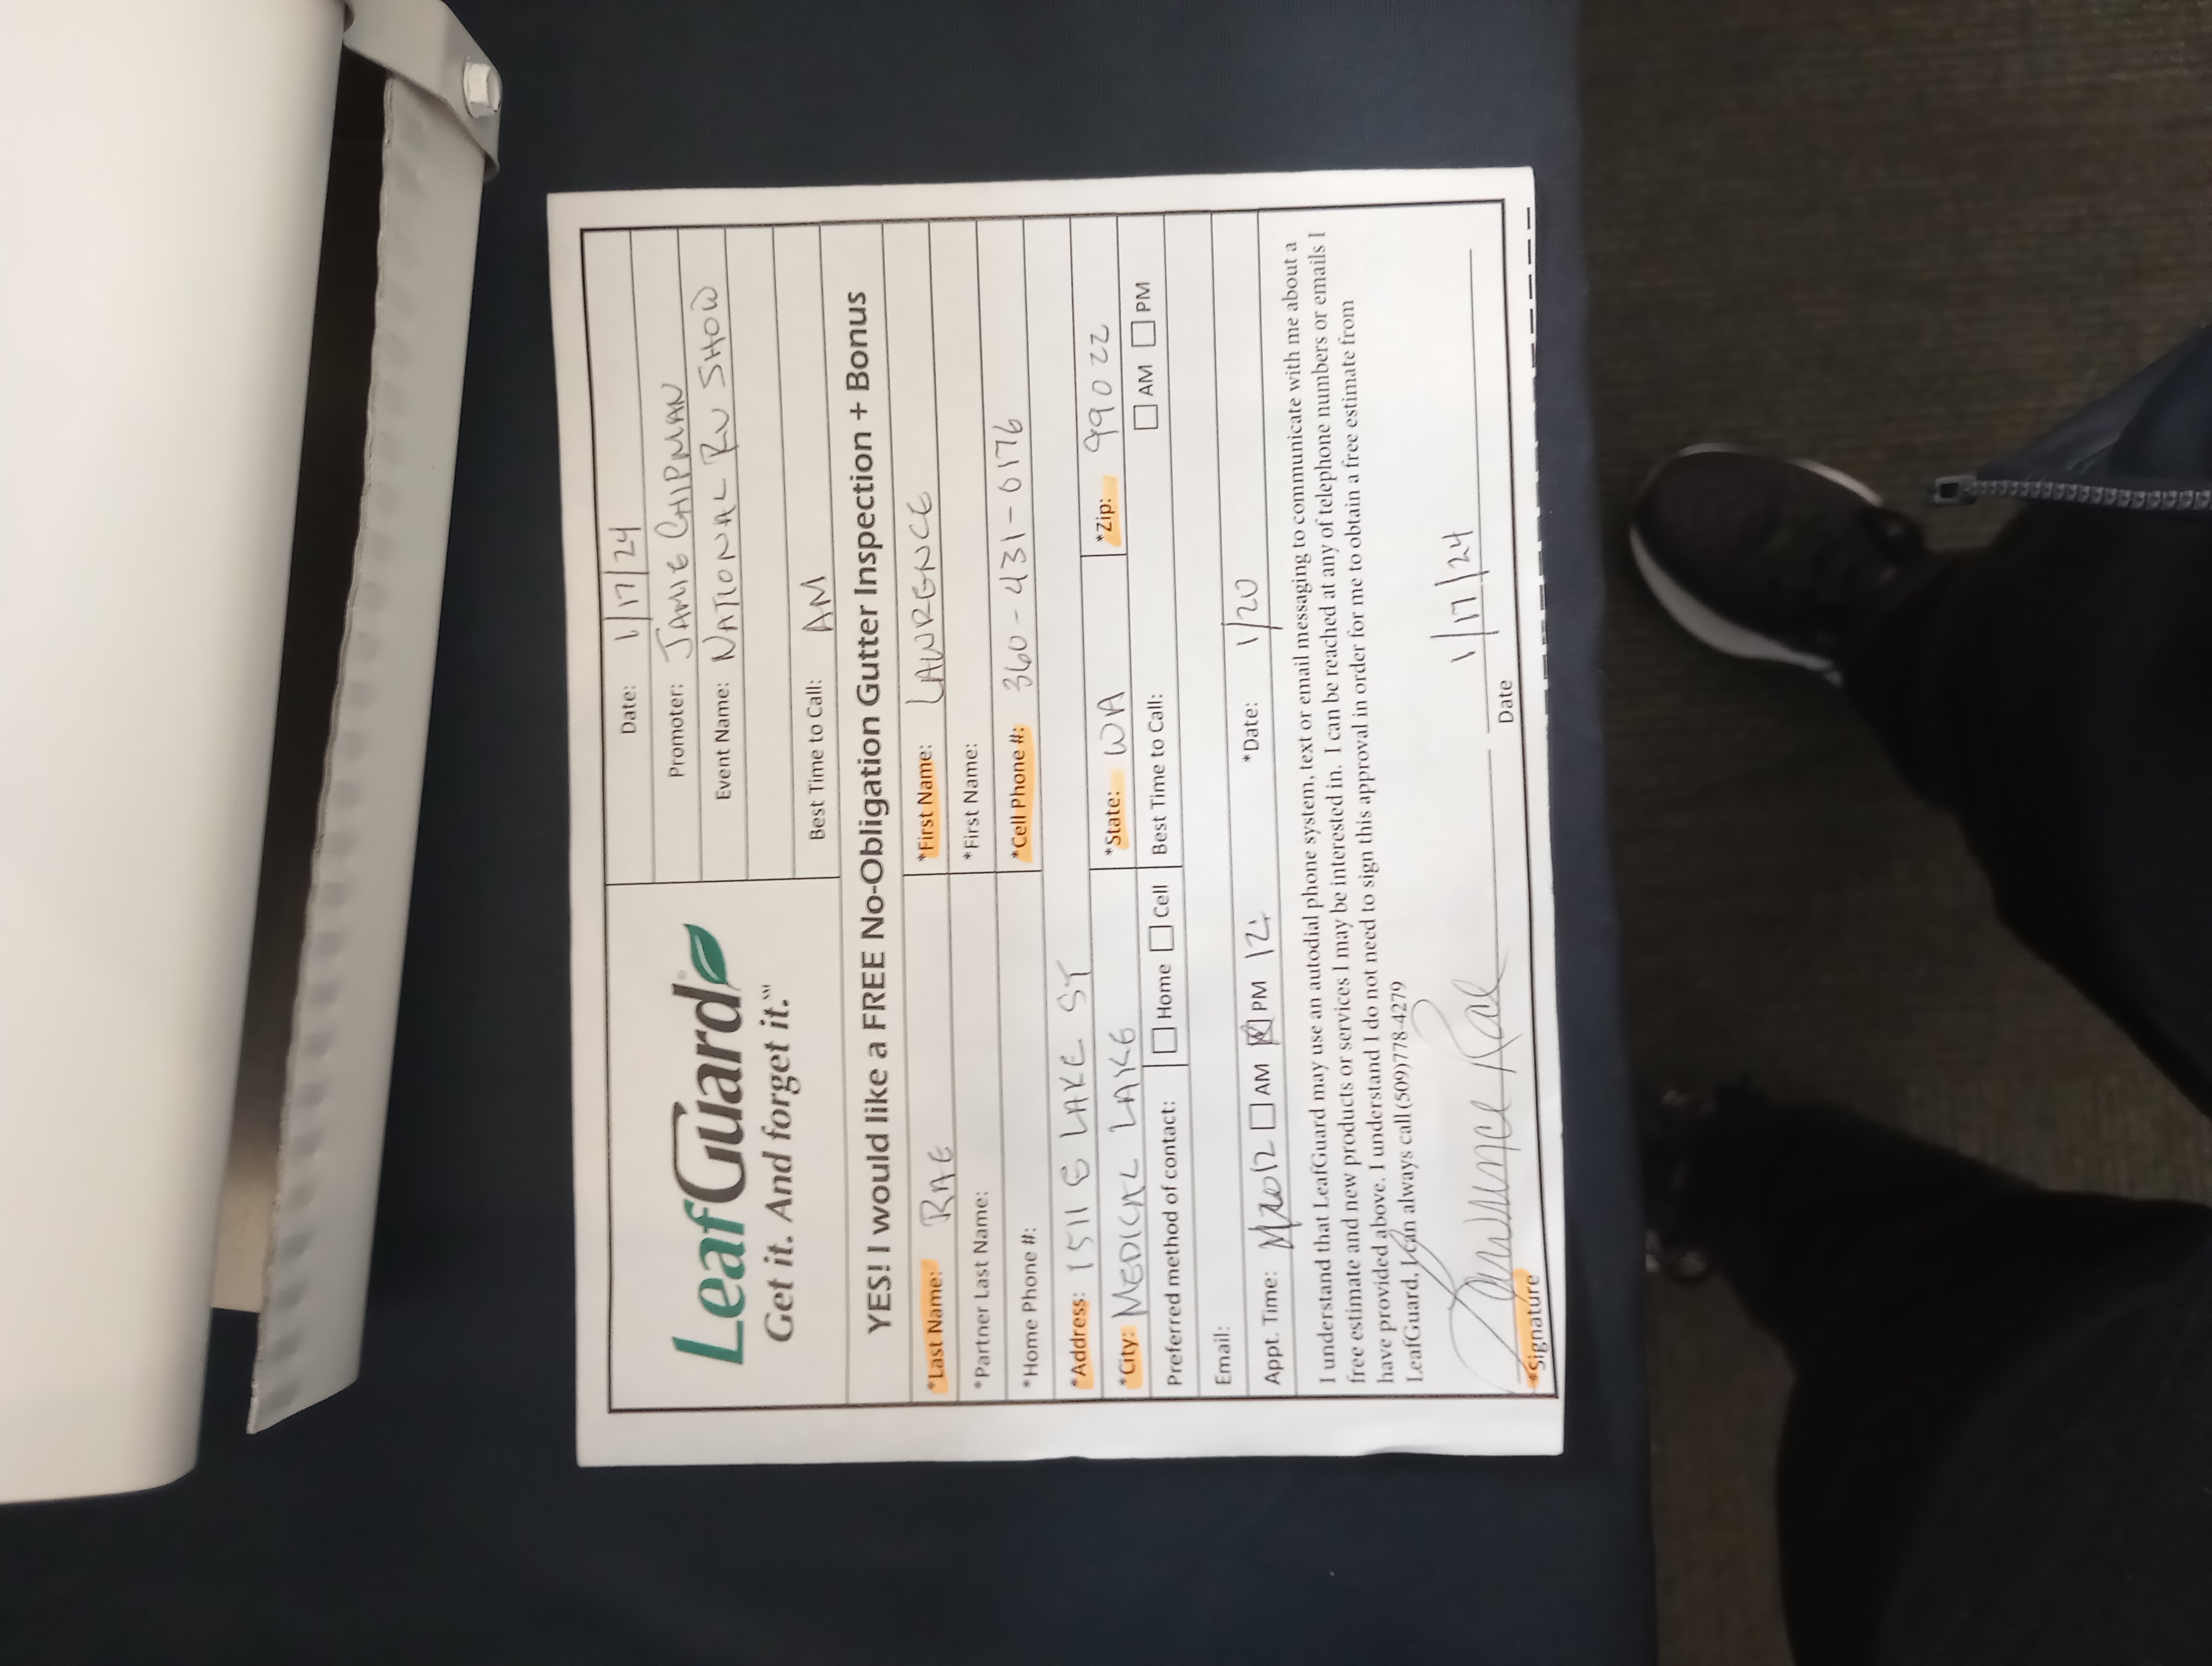 Date: 1/17/24
LeafGuard®
Get it. And forget it.℠
Promoter: JAMIE CHIPMAN
Event Name: NATIONAL RV SHOW
Best Time to Call: AM
YES! I would like a FREE No-Obligation Gutter Inspection + Bonus
*Last Name: RAE *First Name: LAWRENCE
*Partner Last Name: *First Name:
*Home Phone #: *Cell Phone #: 360-431-0176
*Address: 1511 E LAKE ST
*City: MEDICAL LAKE *State: WA *Zip: 99022
Preferred method of contact: Home Cell Best Time to Call: AM PM
Email:
Appt. Time: 12 AM PM 12: *Date: 1/20
I understand that LeafGuard may use an autodial phone system, text or email messaging to communicate with me about a
free estimate and new products or services I may be interested in. I can be reached at any of telephone numbers or emails I
have provided above. I understand I do not need to sign this approval in order for me to obtain a free estimate from
LeafGuard, I can always call (509)778-4279
Lawrence Rae 1/17/24
*Signature Date